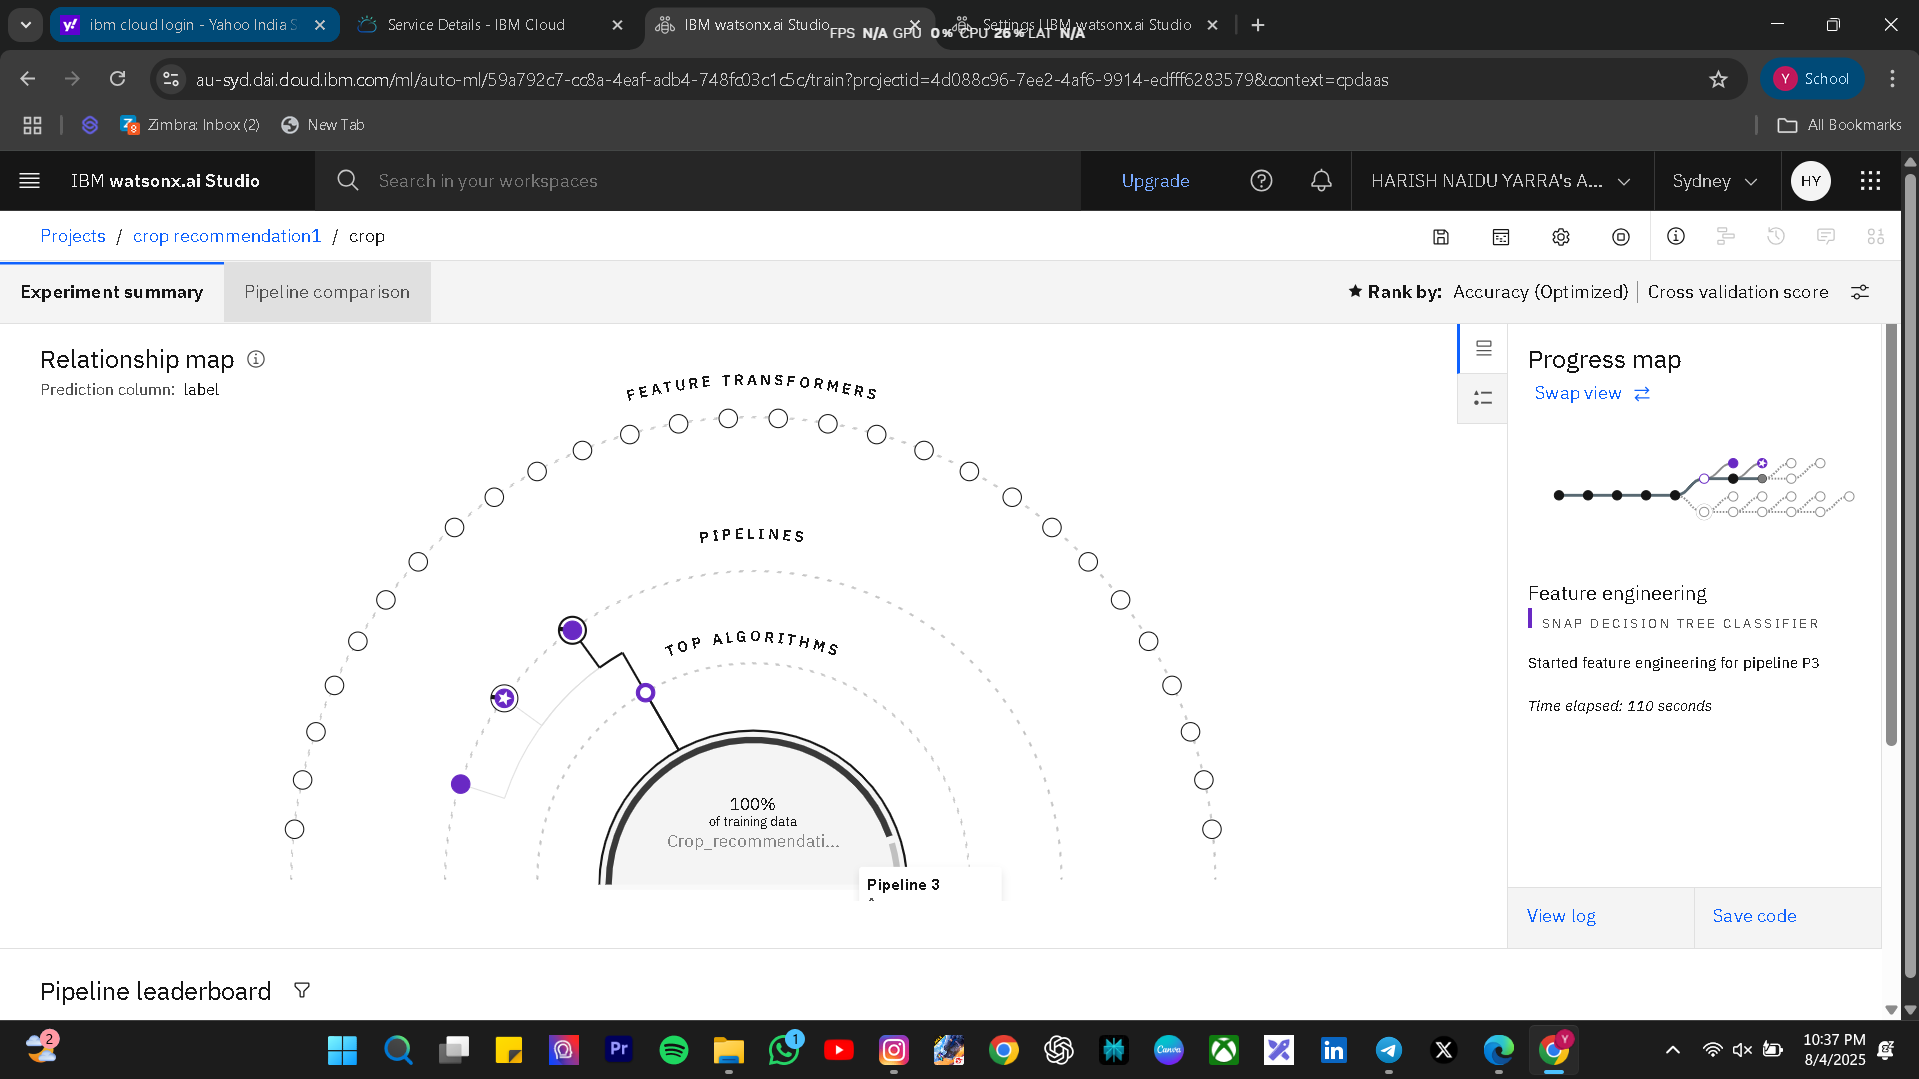 ibm cloud login - Yahoo India S
Service Details - IBM Cloud
IBM watsonx.ai Studio
Settings | IBM watsonx.ai Studio
FPS N/A GPU 0% CPU 26% LAT N/A
au-syd.dai.cloud.ibm.com/ml/auto-ml/59a792c7-cc8a-4eaf-adb4-748fc03c1c5c/train?projectid=4d088c96-7ee2-4af6-9914-edfff6283579&context=cpdaas
Y School
Zimbra: Inbox (2)
New Tab
All Bookmarks
IBM watsonx.ai Studio
Search in your workspaces
Upgrade
HARISH NAIDU YARRA's A...
Sydney
HY
Projects / crop recommendation1 / crop
Experiment summary
Pipeline comparison
Rank by: Accuracy (Optimized) | Cross validation score
Relationship map
Prediction column: label
FEATURE TRANSFORMERS
PIPELINES
TOP ALGORITHMS
100%
of training data
Crop_recommendati...
Pipeline 3
Progress map
Swap view
Feature engineering
SNAP DECISION TREE CLASSIFIER
Started feature engineering for pipeline P3
Time elapsed: 110 seconds
View log
Save code
Pipeline leaderboard
2
Pr
1
Canva
Y
10:37 PM
8/4/2025